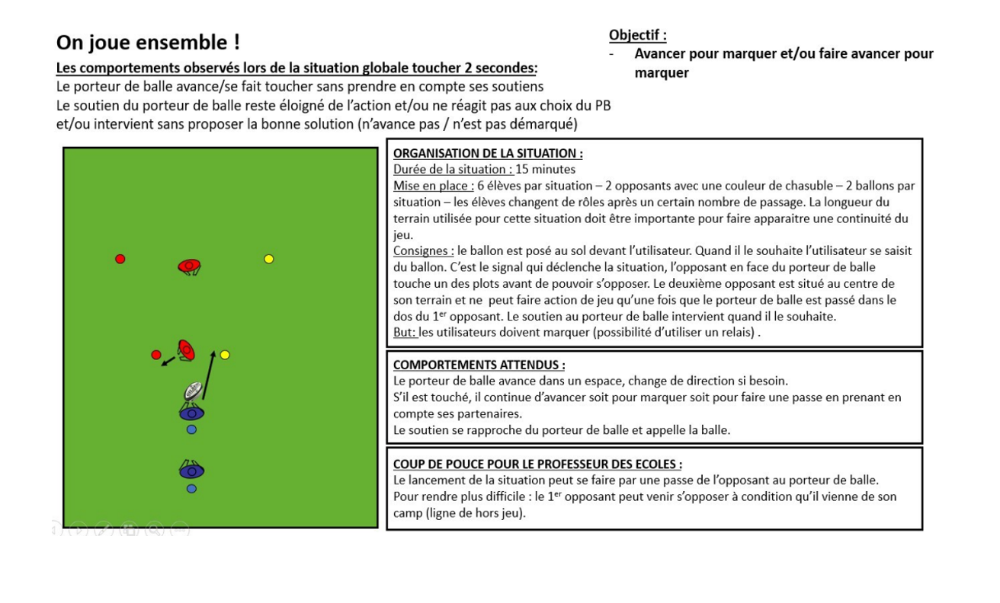 On joue ensemble !
Objectif :
- Avancer pour marquer et/ou faire avancer pour
marquer
Les comportements observés lors de la situation globale toucher 2 secondes:
Le porteur de balle avance/se fait toucher sans prendre en compte ses soutiens
Le soutien du porteur de balle reste éloigné de l’action et/ou ne réagit pas aux choix du PB
et/ou intervient sans proposer la bonne solution (n’avance pas / n’est pas démarqué)
ORGANISATION DE LA SITUATION :
Durée de la situation : 15 minutes
Mise en place : 6 élèves par situation – 2 opposants avec une couleur de chasuble – 2 ballons par
situation – les élèves changent de rôles après un certain nombre de passage. La longueur du
terrain utilisée pour cette situation doit être importante pour faire apparaitre une continuité du
jeu.
Consignes : le ballon est posé au sol devant l’utilisateur. Quand il le souhaite l’utilisateur se saisit
du ballon. C’est le signal qui déclenche la situation, l’opposant en face du porteur de balle
touche un des plots avant de pouvoir s’opposer. Le deuxième opposant est situé au centre de
son terrain et ne peut faire action de jeu qu’une fois que le porteur de balle est passé dans le
dos du 1er opposant. Le soutien au porteur de balle intervient quand il le souhaite.
But: les utilisateurs doivent marquer (possibilité d’utiliser un relais) .
COMPORTEMENTS ATTENDUS :
Le porteur de balle avance dans un espace, change de direction si besoin.
S’il est touché, il continue d’avancer soit pour marquer soit pour faire une passe en prenant en
compte ses partenaires.
Le soutien se rapproche du porteur de balle et appelle la balle.
COUP DE POUCE POUR LE PROFESSEUR DES ECOLES :
Le lancement de la situation peut se faire par une passe de l’opposant au porteur de balle.
Pour rendre plus difficile : le 1er opposant peut venir s’opposer à condition qu’il vienne de son
camp (ligne de hors jeu).